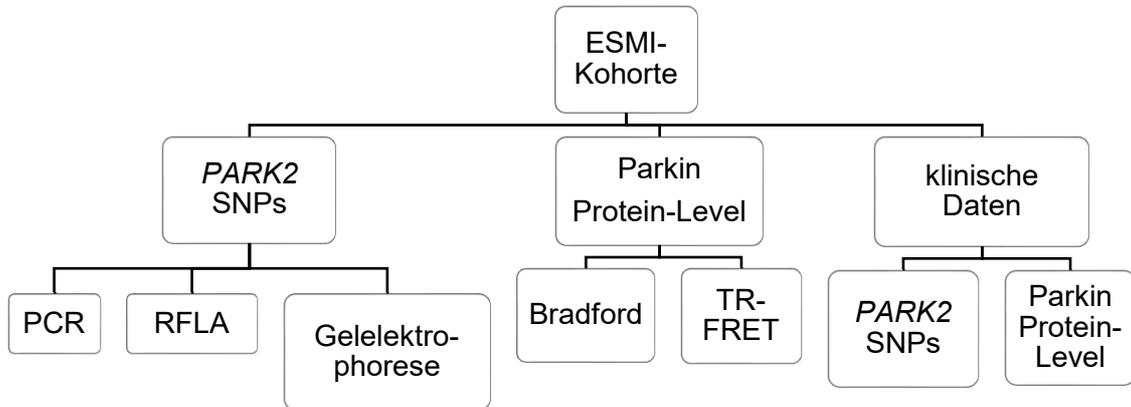 ESMI-
Kohorte
PARK2
SNPs
Parkin
Protein-Level
klinische
Daten
PCR
RFLA
Gelelektro-
phorese
Bradford
TR-
FRET
PARK2
SNPs
Parkin
Protein-
Level